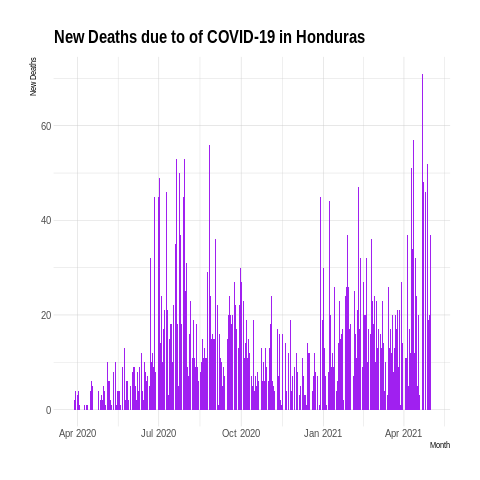 New Deaths due to of COVID-19 in Honduras
New Deaths
60
40
20
0
Apr 2020 Jul 2020 Oct 2020 Jan 2021 Apr 2021
Month